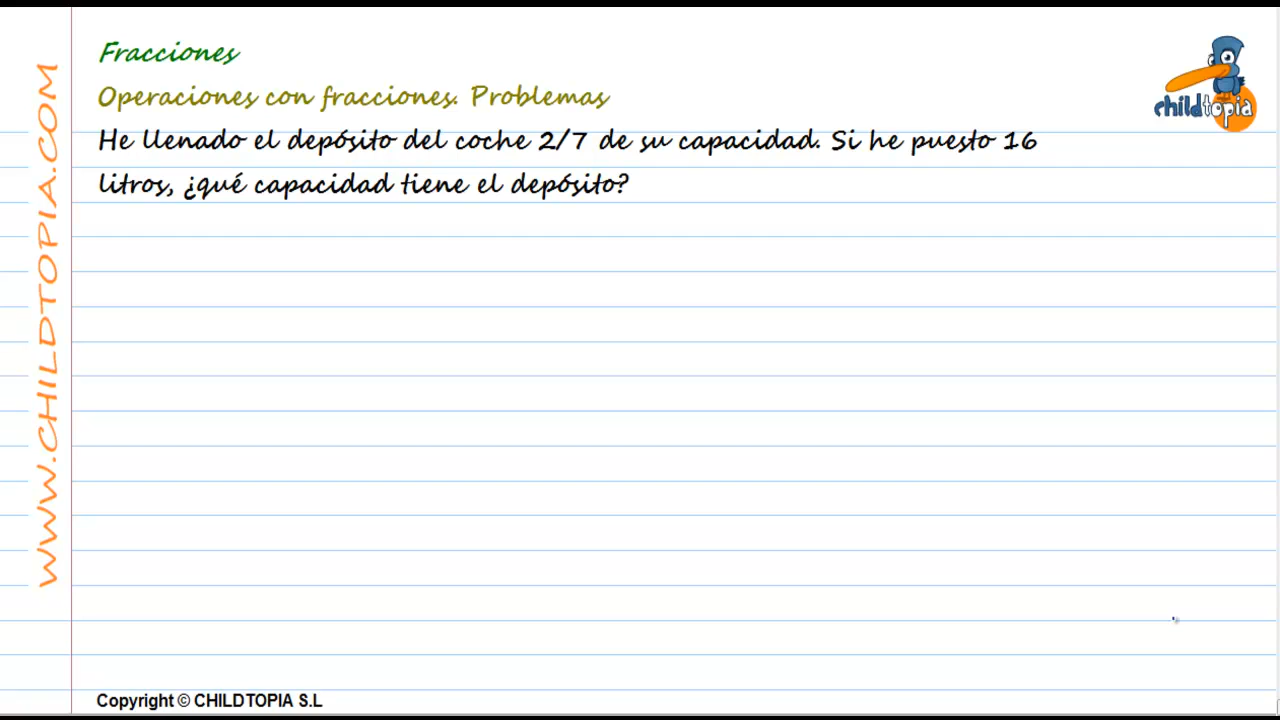 Fracciones
Operaciones con fracciones. Problemas
He llenado el depósito del coche 2/7 de su capacidad. Si he puesto 16
litros, ¿qué capacidad tiene el depósito?
childtopia
WWW.CHILDTOPIA.COM
Copyright © CHILDTOPIA S.L